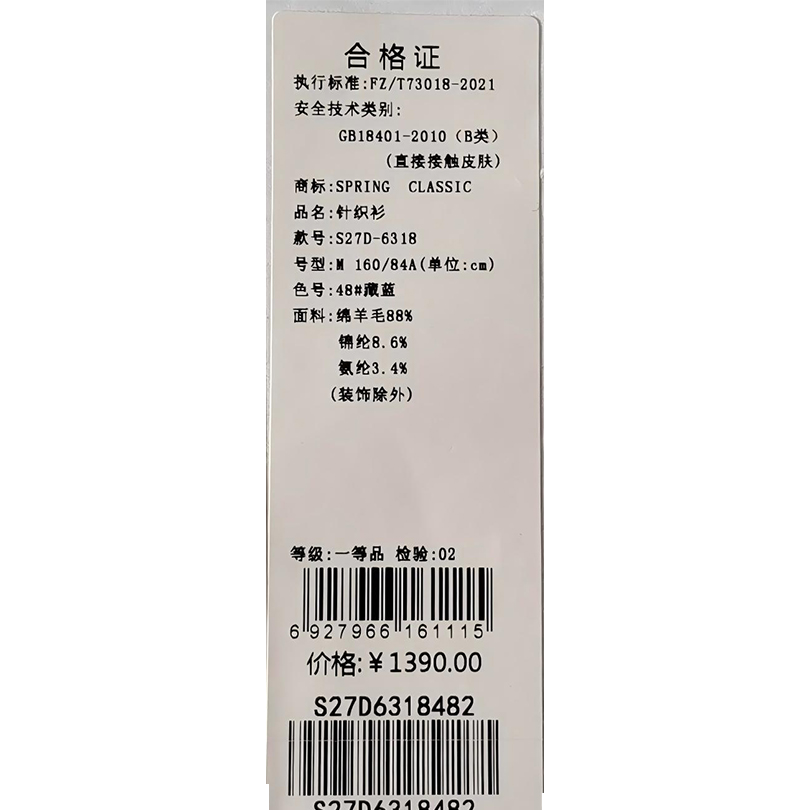 合格证
执行标准:FZ/T73018-2021
安全技术类别:
GB18401-2010（B类）
(直接接触皮肤)
商标:SPRING CLASSIC
品名:针织衫
款号:S27D-6318
号型:M 160/84A(单位:cm)
色号:48#藏蓝
面料:绵羊毛88%
锦纶8.6%
氨纶3.4%
(装饰除外)
等级:一等品 检验:02
6 927966 161115
价格:¥1390.00
S27D6318482
S27D6318482